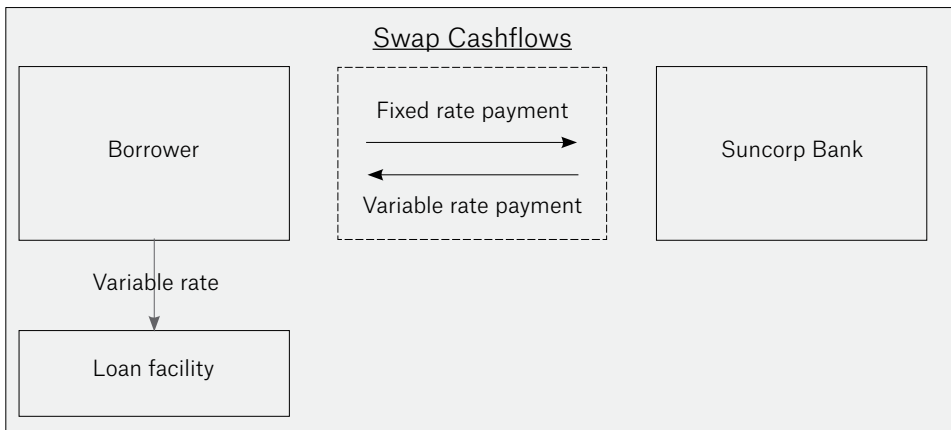 Swap Cashflows
Borrower
Fixed rate payment
Variable rate payment
Suncorp Bank
Variable rate
Loan facility